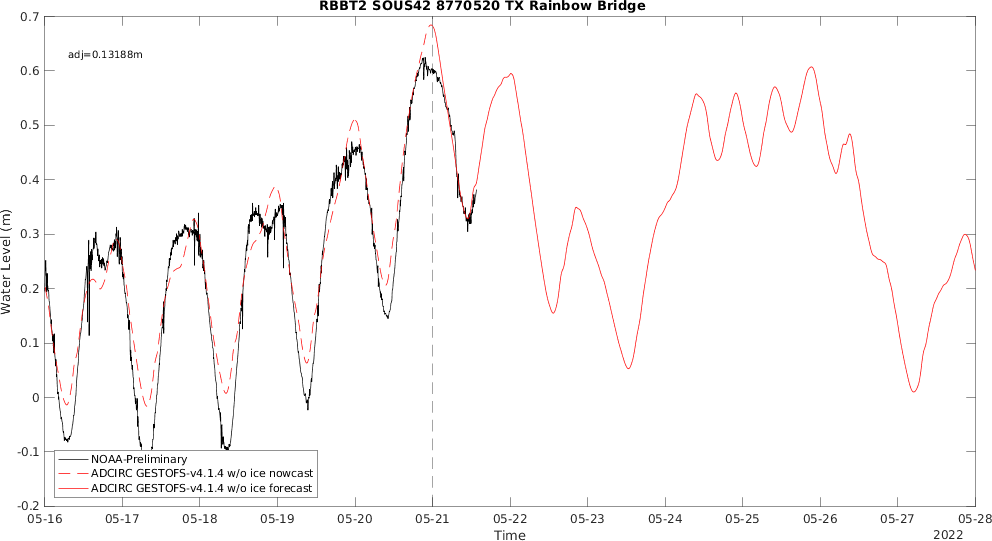 RBBT2 SOUS42 8770520 TX Rainbow Bridge
adj=0.13188m
0.7
0.6
0.5
0.4
0.3
0.2
0.1
0
-0.1
-0.2
Water Level (m)
NOAA-Preliminary
ADCIRC GESTOFS-v4.1.4 w/o ice nowcast
ADCIRC GESTOFS-v4.1.4 w/o ice forecast
05-16 05-17 05-18 05-19 05-20 05-21 05-22 05-23 05-24 05-25 05-26 05-27 05-28
Time
2022